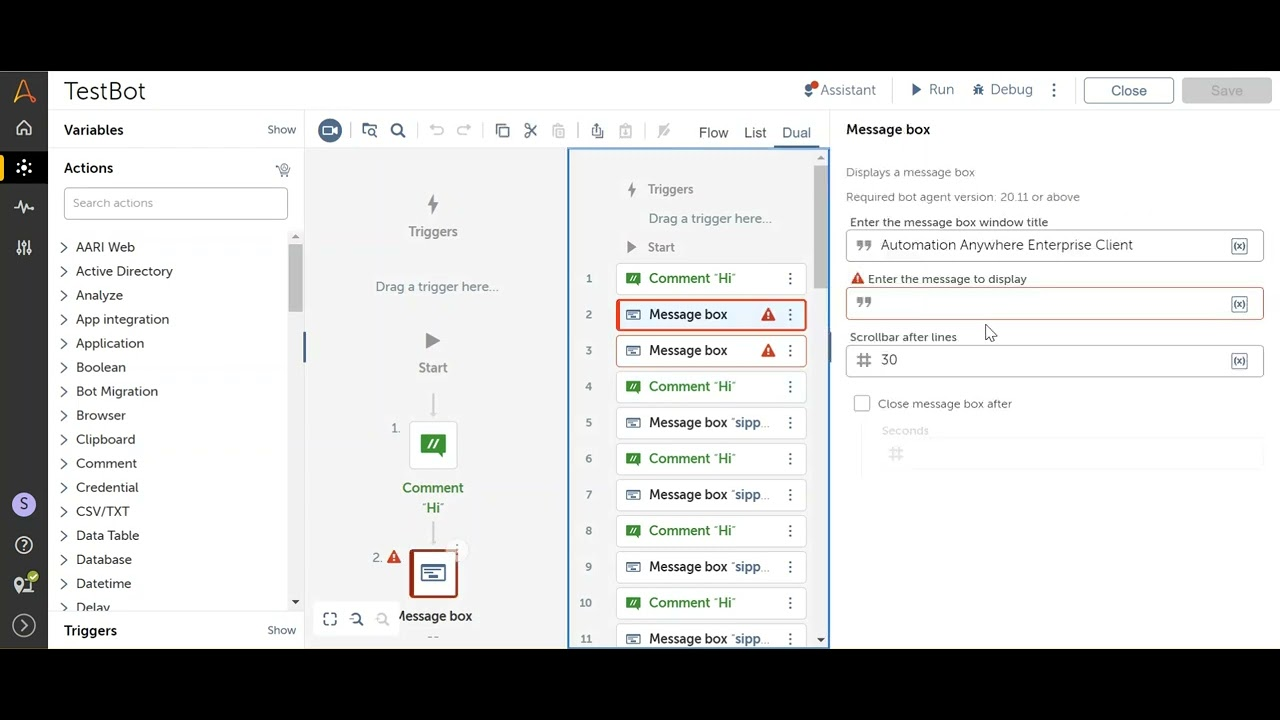 TestBot
Assistant
Run
Debug
Close
Save
Variables
Show
Actions
Search actions
AARI Web
Active Directory
Analyze
App integration
Application
Boolean
Bot Migration
Browser
Clipboard
Comment
Credential
CSV/TXT
Data Table
Database
Datetime
Delay
Triggers
Show
S
Flow
List
Dual
Triggers
Drag a trigger here...
Start
1.
Comment
“Hi”
2.
Message box
--
Triggers
Drag a trigger here...
Start
1 Comment “Hi”
2 Message box
3 Message box
4 Comment “Hi”
5 Message box “sipp...
6 Comment “Hi”
7 Message box “sipp...
8 Comment “Hi”
9 Message box “sipp...
10 Comment “Hi”
11 Message box “sipp...
Message box
Displays a message box
Required bot agent version: 20.11 or above
Enter the message box window title
Automation Anywhere Enterprise Client (x)
Enter the message to display
(x)
Scrollbar after lines
30 (x)
Close message box after
Seconds